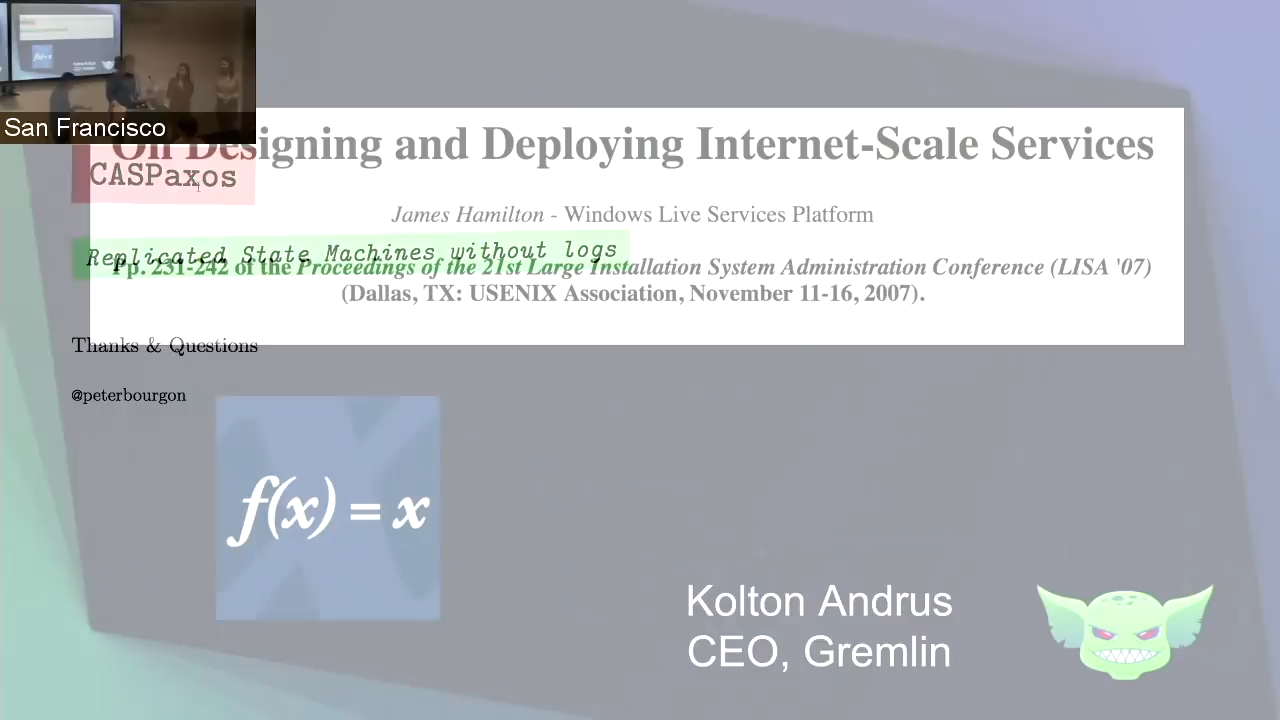 San Francisco
On Designing and Deploying Internet-Scale Services
CASPaxos
James Hamilton - Windows Live Services Platform
Replicated State Machines without logs
Pp. 231-242 of the Proceedings of the 21st Large Installation System Administration Conference (LISA '07)
(Dallas, TX: USENIX Association, November 11-16, 2007).
Thanks & Questions
@peterbourgon
f(x) = x
Kolton Andrus
CEO, Gremlin